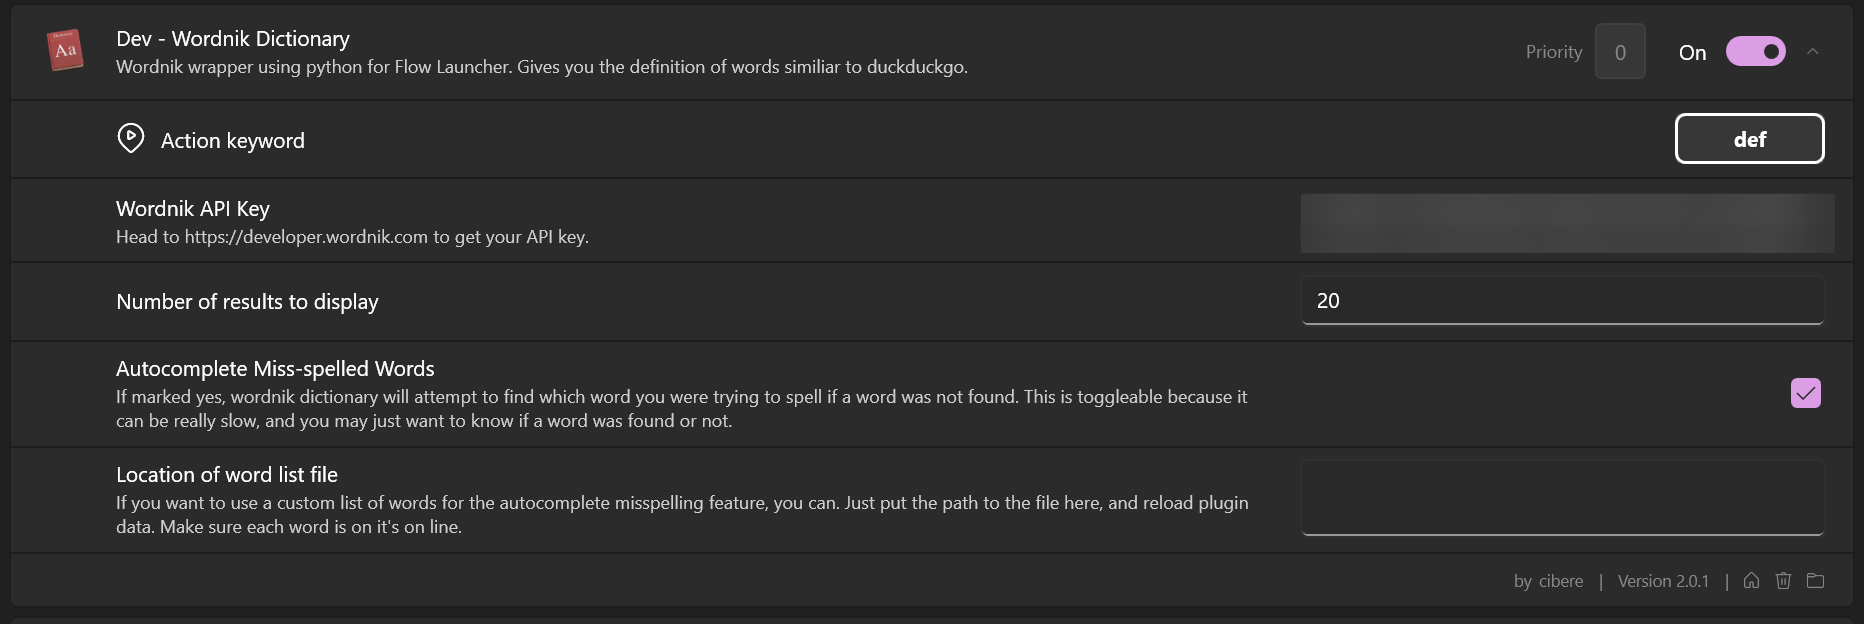 Dev - Wordnik Dictionary
Wordnik wrapper using python for Flow Launcher. Gives you the definition of words similiar to duckduckgo.
Priority 0 On
Action keyword
def
Wordnik API Key
Head to https://developer.wordnik.com to get your API key.
Number of results to display
20
Autocomplete Miss-spelled Words
If marked yes, wordnik dictionary will attempt to find which word you were trying to spell if a word was not found. This is toggleable because it
can be really slow, and you may just want to know if a word was found or not.
Location of word list file
If you want to use a custom list of words for the autocomplete misspelling feature, you can. Just put the path to the file here, and reload plugin
data. Make sure each word is on it's on line.
by cibere | Version 2.0.1 |